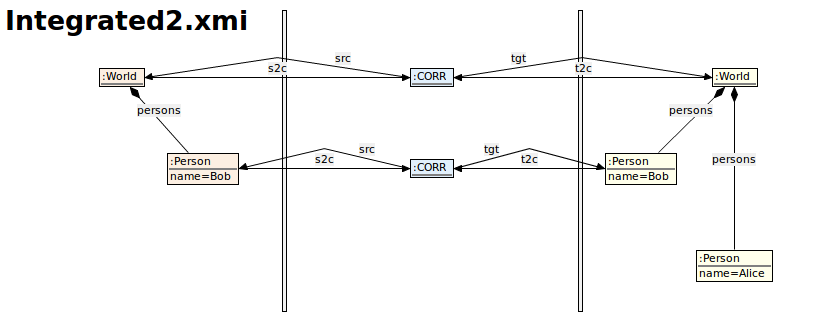 Integrated2.xmi
src
tgt
s2c
t2c
:World
:CORR
:World
persons
persons
persons
src
tgt
s2c
t2c
:Person
name=Bob
:CORR
:Person
name=Bob
:Person
name=Alice